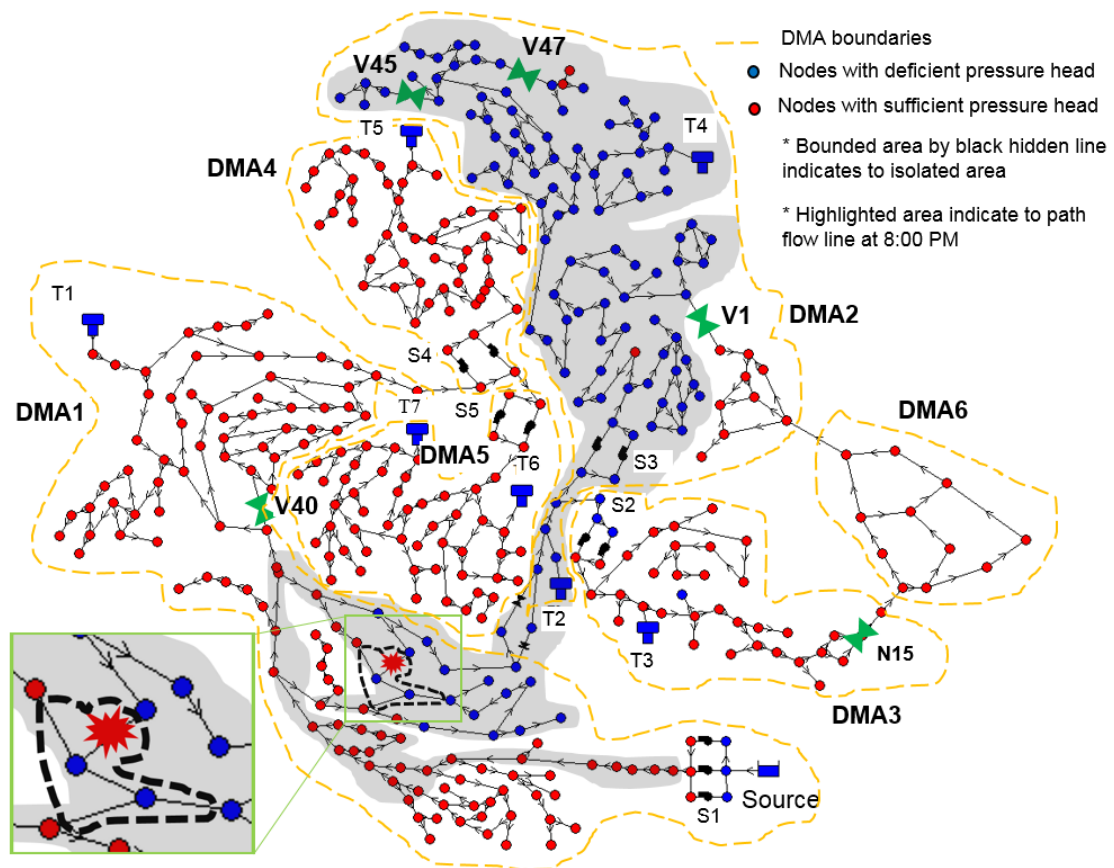 DMA boundaries
Nodes with deficient pressure head
Nodes with sufficient pressure head
* Bounded area by black hidden line
indicates to isolated area
* Highlighted area indicate to path
flow line at 8:00 PM
V47
V45
T5
T4
DMA4
T1
V1
DMA2
S4
DMA1
T7
S5
DMA6
DMA5
T6
S3
V40
S2
T2
T3
N15
DMA3
Source
S1